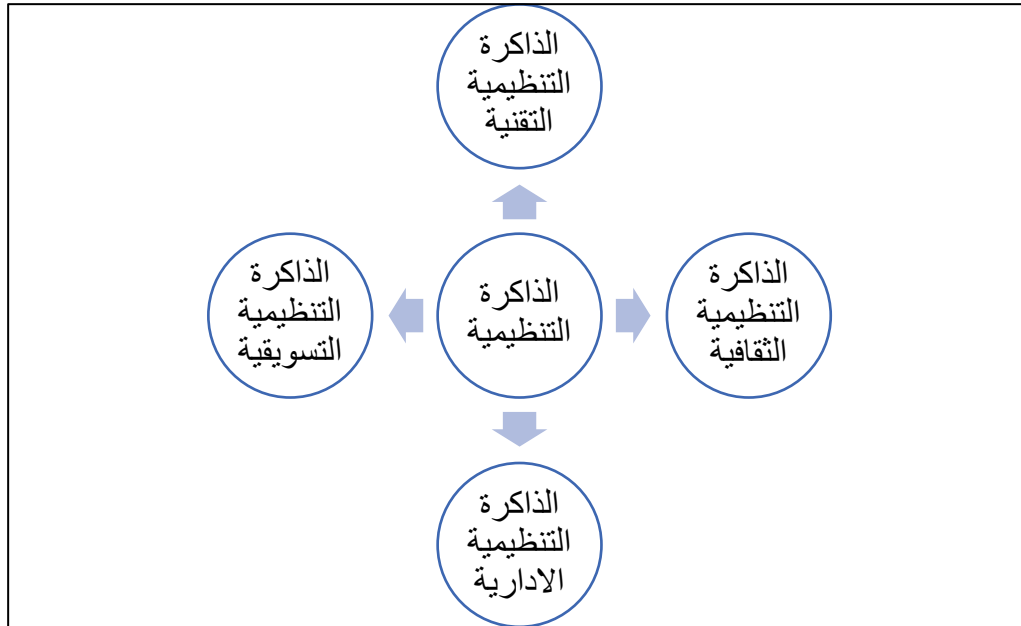 الذاكرة
التنظيمية
التقنية
الذاكرة
التنظيمية
الثقافية
الذاكرة
التنظيمية
الذاكرة
التنظيمية
التسويقية
الذاكرة
التنظيمية
الادارية